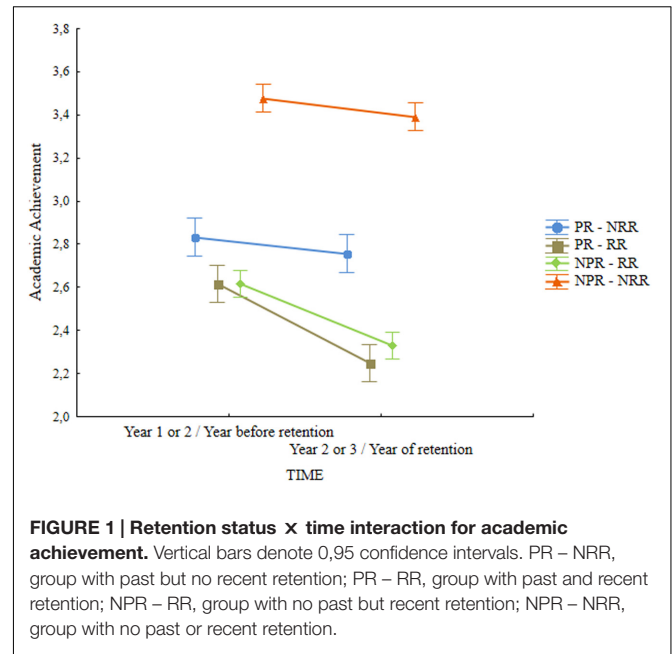 3,8
3,6
3,4
3,2
3,0
2,8
2,6
2,4
2,2
2,0
Academic Achievement
Year 1 or 2 / Year before retention
Year 2 or 3 / Year of retention
TIME
PR - NRR
PR - RR
NPR - RR
NPR - NRR
FIGURE 1 | Retention status x time interaction for academic
achievement. Vertical bars denote 0,95 confidence intervals. PR – NRR,
group with past but no recent retention; PR – RR, group with past and recent
retention; NPR – RR, group with no past but recent retention; NPR – NRR,
group with no past or recent retention.